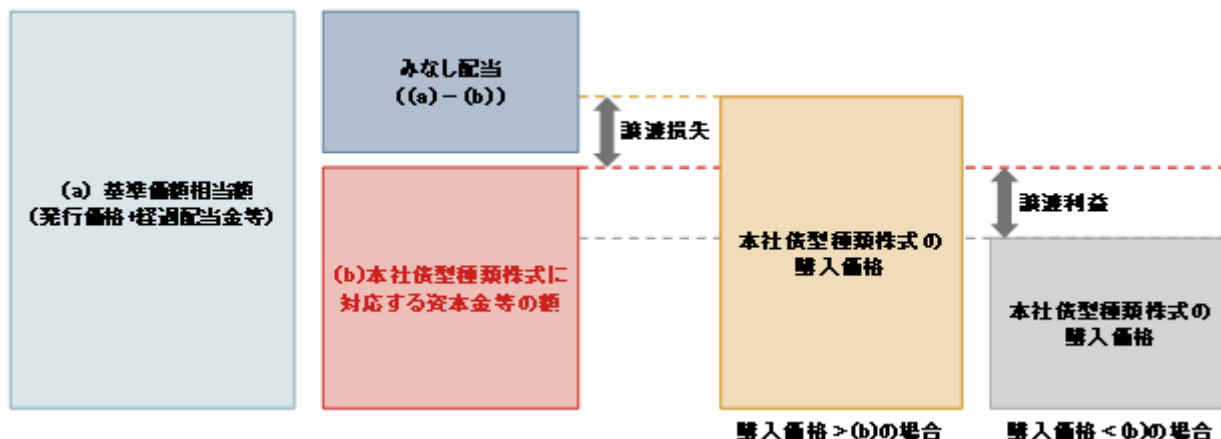 みなし配当
((a)－(b))
譲渡損失
(a) 基準価額相当額
(発行価格+経過配当金等)
譲渡利益
本社債型種類株式の
購入価格
(b)本社債型種類株式に
対応する資本金等の額
本社債型種類株式の
購入価格
購入価格＞(b)の場合
購入価格＜(b)の場合